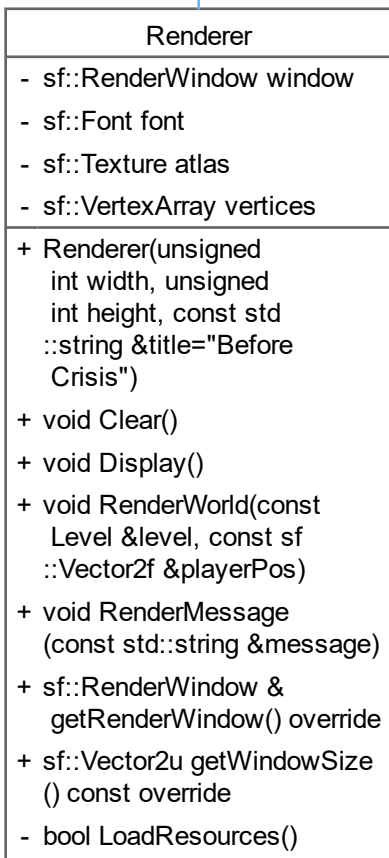 Renderer
- sf::RenderWindow window
- sf::Font font
- sf::Texture atlas
- sf::VertexArray vertices
+ Renderer(unsigned
int width, unsigned
int height, const std
::string &title="Before
Crisis")
+ void Clear()
+ void Display()
+ void RenderWorld(const
Level &level, const sf
::Vector2f &playerPos)
+ void RenderMessage
(const std::string &message)
+ sf::RenderWindow &
getRenderWindow() override
+ sf::Vector2u getWindowSize
() const override
- bool LoadResources()